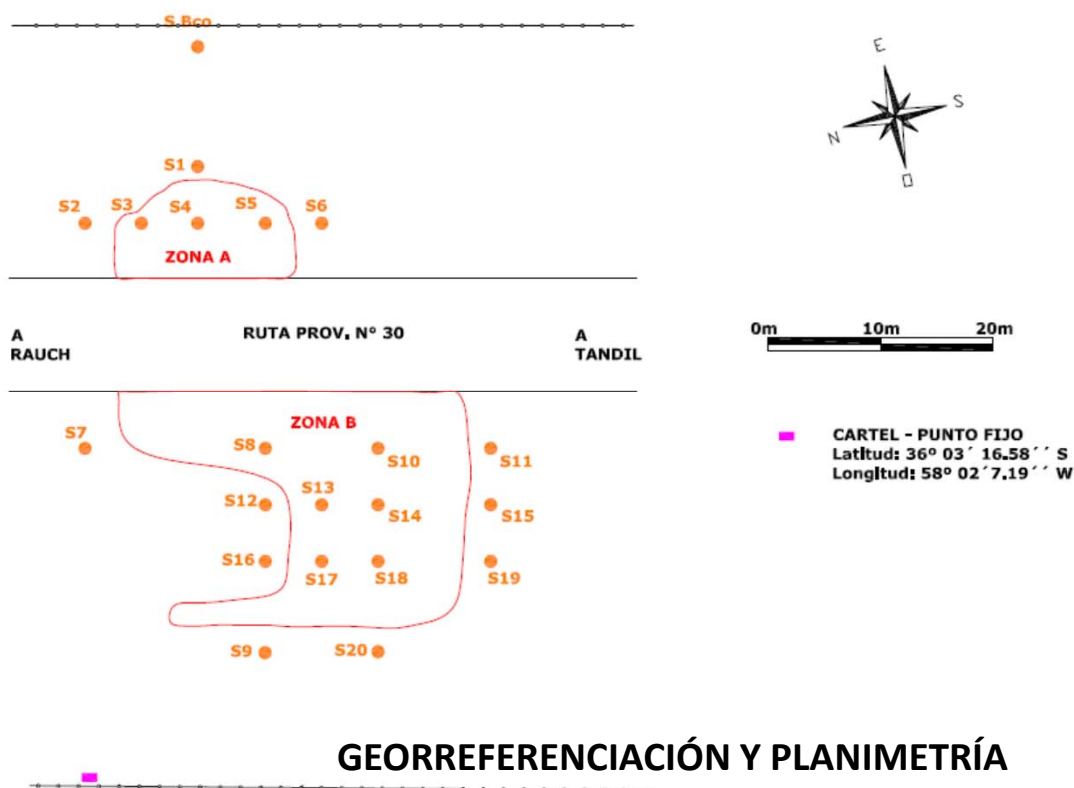 S.Bco
E
N
S
O
S1
S2
S3
S4
S5
S6
ZONA A
A
RAUCH
RUTA PROV. Nº 30
A
TANDIL
0m
10m
20m
CARTEL - PUNTO FIJO
Latitud: 36º 03´ 16.58´´ S
Longitud: 58º 02´7.19´´ W
ZONA B
S7
S8
S10
S11
S12
S13
S14
S15
S16
S17
S18
S19
S9
S20
GEORREFERENCIACIÓN Y PLANIMETRÍA